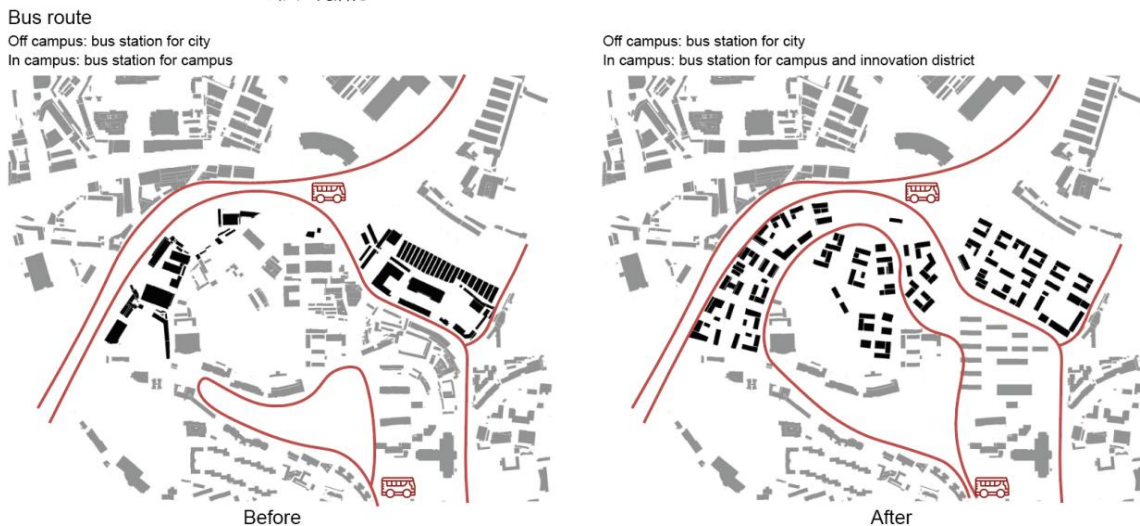 Bus route
Off campus: bus station for city
In campus: bus station for campus
Off campus: bus station for city
In campus: bus station for campus and innovation district
Before
After